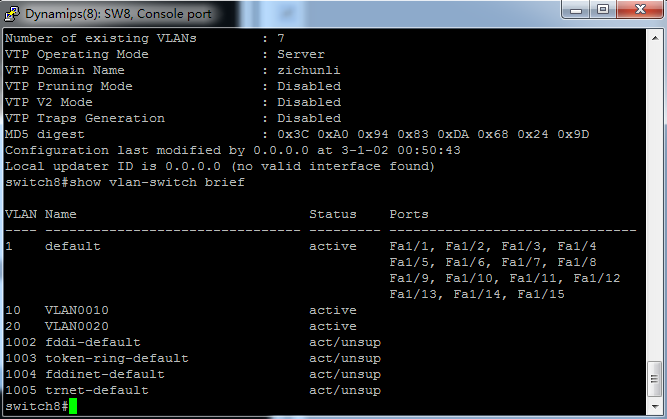 Dynamips(8): SW8, Console port
Number of existing VLANs : 7
VTP Operating Mode : Server
VTP Domain Name : zichunli
VTP Pruning Mode : Disabled
VTP V2 Mode : Disabled
VTP Traps Generation : Disabled
MD5 digest : 0x3C 0xA0 0x94 0x83 0xDA 0x68 0x24 0x9D
Configuration last modified by 0.0.0.0 at 3-1-02 00:50:43
Local updater ID is 0.0.0.0 (no valid interface found)
switch8#show vlan-switch brief
VLAN Name Status Ports
---- -------------------------------- --------- -------------------------------
1 default active Fa1/1, Fa1/2, Fa1/3, Fa1/4
Fa1/5, Fa1/6, Fa1/7, Fa1/8
Fa1/9, Fa1/10, Fa1/11, Fa1/12
Fa1/13, Fa1/14, Fa1/15
10 VLAN0010 active
20 VLAN0020 active
1002 fddi-default act/unsup
1003 token-ring-default act/unsup
1004 fddinet-default act/unsup
1005 trnet-default act/unsup
switch8#